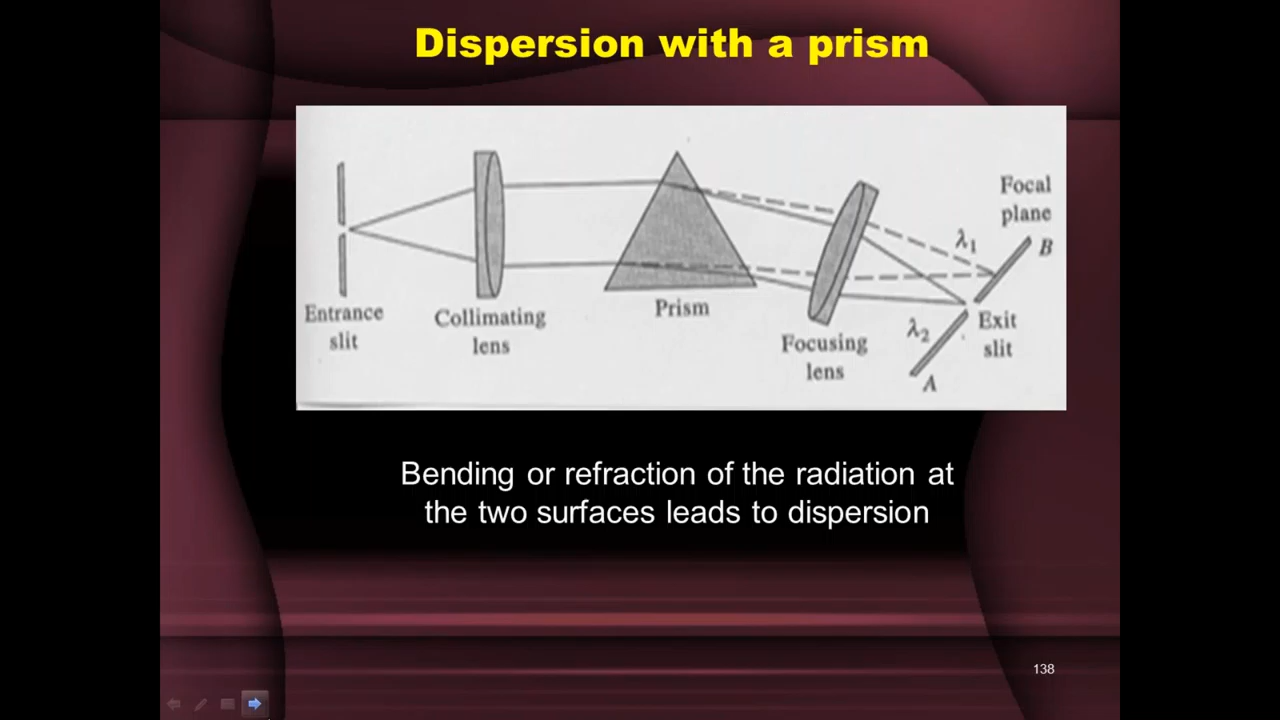 Dispersion with a prism
Focal
plane
λ1
B
Entrance
slit
Collimating
lens
Prism
Focusing
lens
λ2
Exit
slit
A
Bending or refraction of the radiation at
the two surfaces leads to dispersion
138